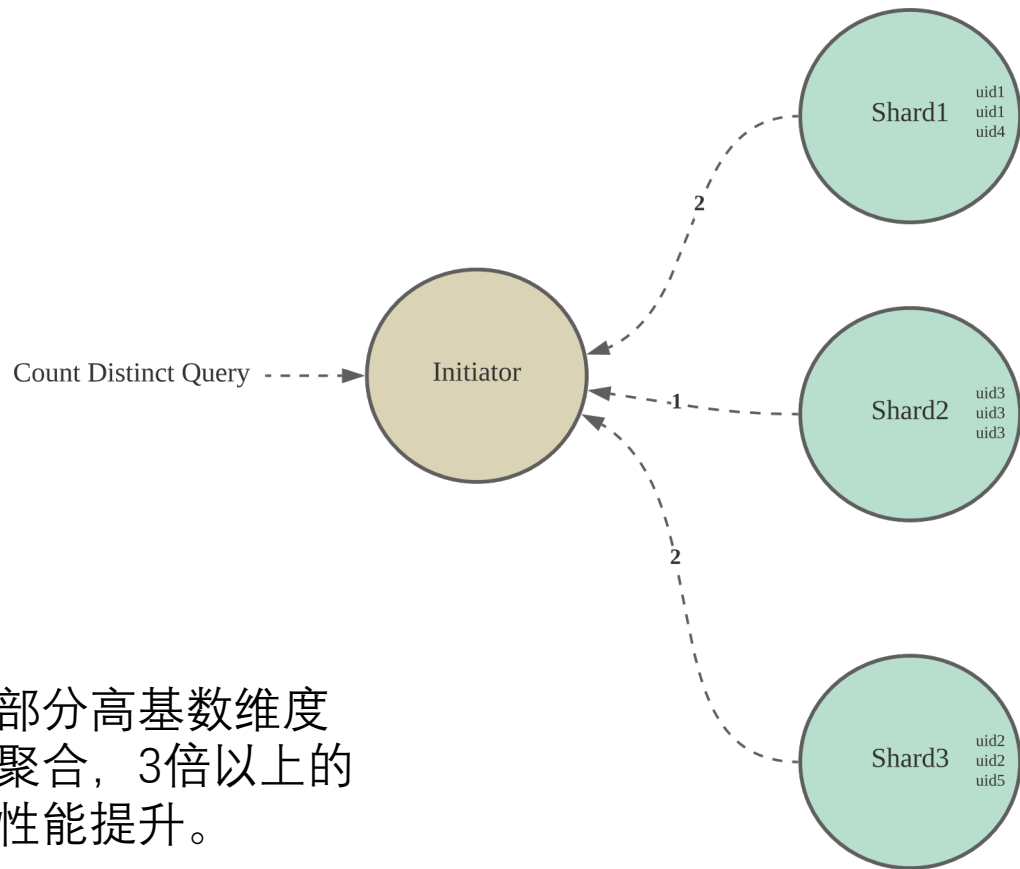 Shard1
uid1
uid1
uid4
2
Count Distinct Query
Initiator
1
Shard2
uid3
uid3
uid3
2
部分高基数维度
聚合，3倍以上的
性能提升。
Shard3
uid2
uid2
uid5